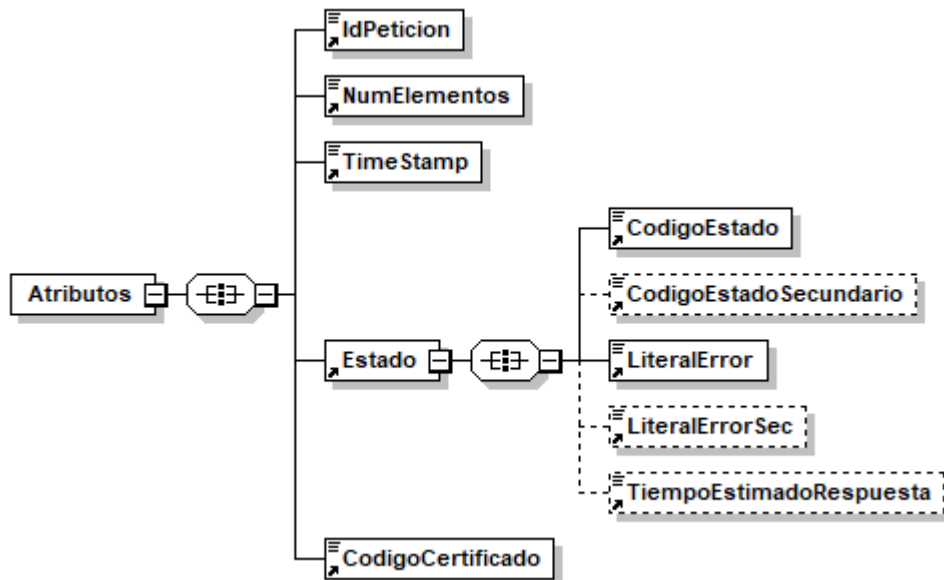 IdPeticion
NumElementos
TimeStamp
CodigoEstado
CodigoEstadoSecundario
Atributos
Estado
LiteralError
LiteralErrorSec
TiempoEstimadoRespuesta
CodigoCertificado